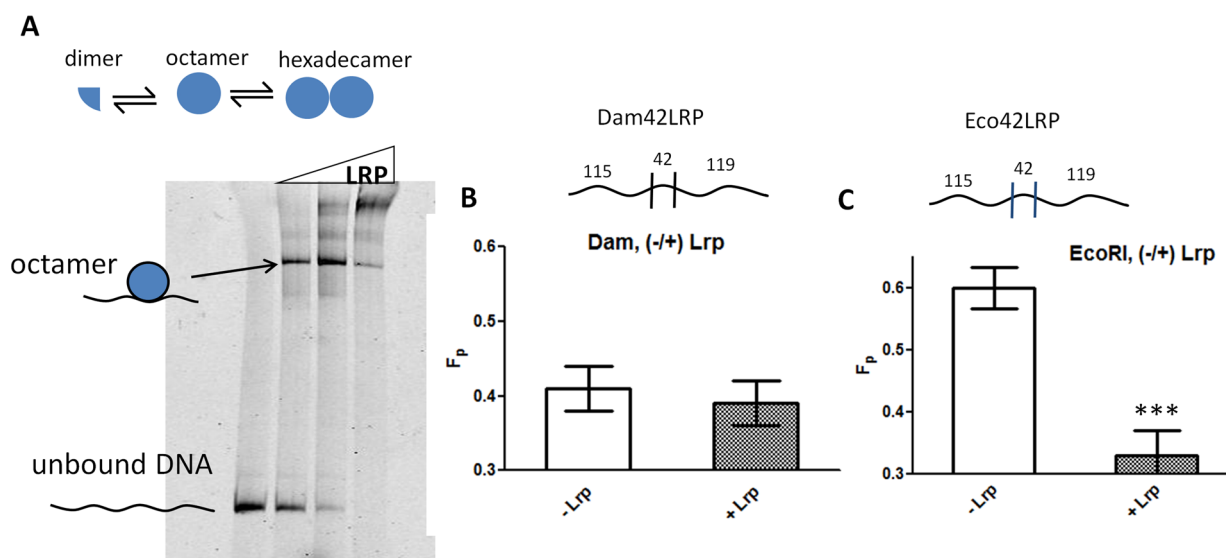 A
dimer
octamer
hexadecamer
LRP
octamer
unbound DNA
B
Dam42LRP
115
42
119
Dam, (-/+) Lrp
0.6
0.5
0.4
0.3
Fp
- Lrp
+ Lrp
C
Eco42LRP
115
42
119
EcoRI, (-/+) Lrp
0.6
0.5
0.4
0.3
Fp
***
- Lrp
+ Lrp